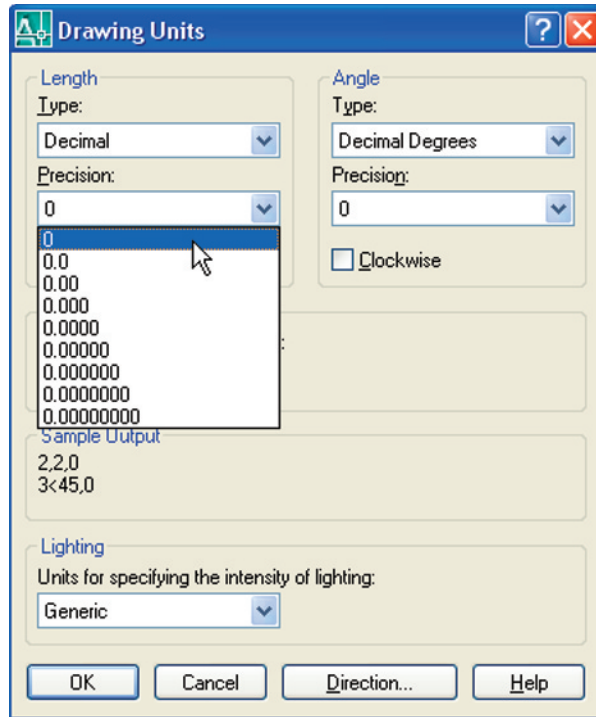 Drawing Units
Length
Type:
Decimal
Precision:
0
0
0.0
0.00
0.000
0.0000
0.00000
0.000000
0.0000000
0.00000000
Angle
Type:
Decimal Degrees
Precision:
0
Clockwise
:
Sample Output
2,2,0
3<45,0
Lighting
Units for specifying the intensity of lighting:
Generic
OK Cancel Direction... Help